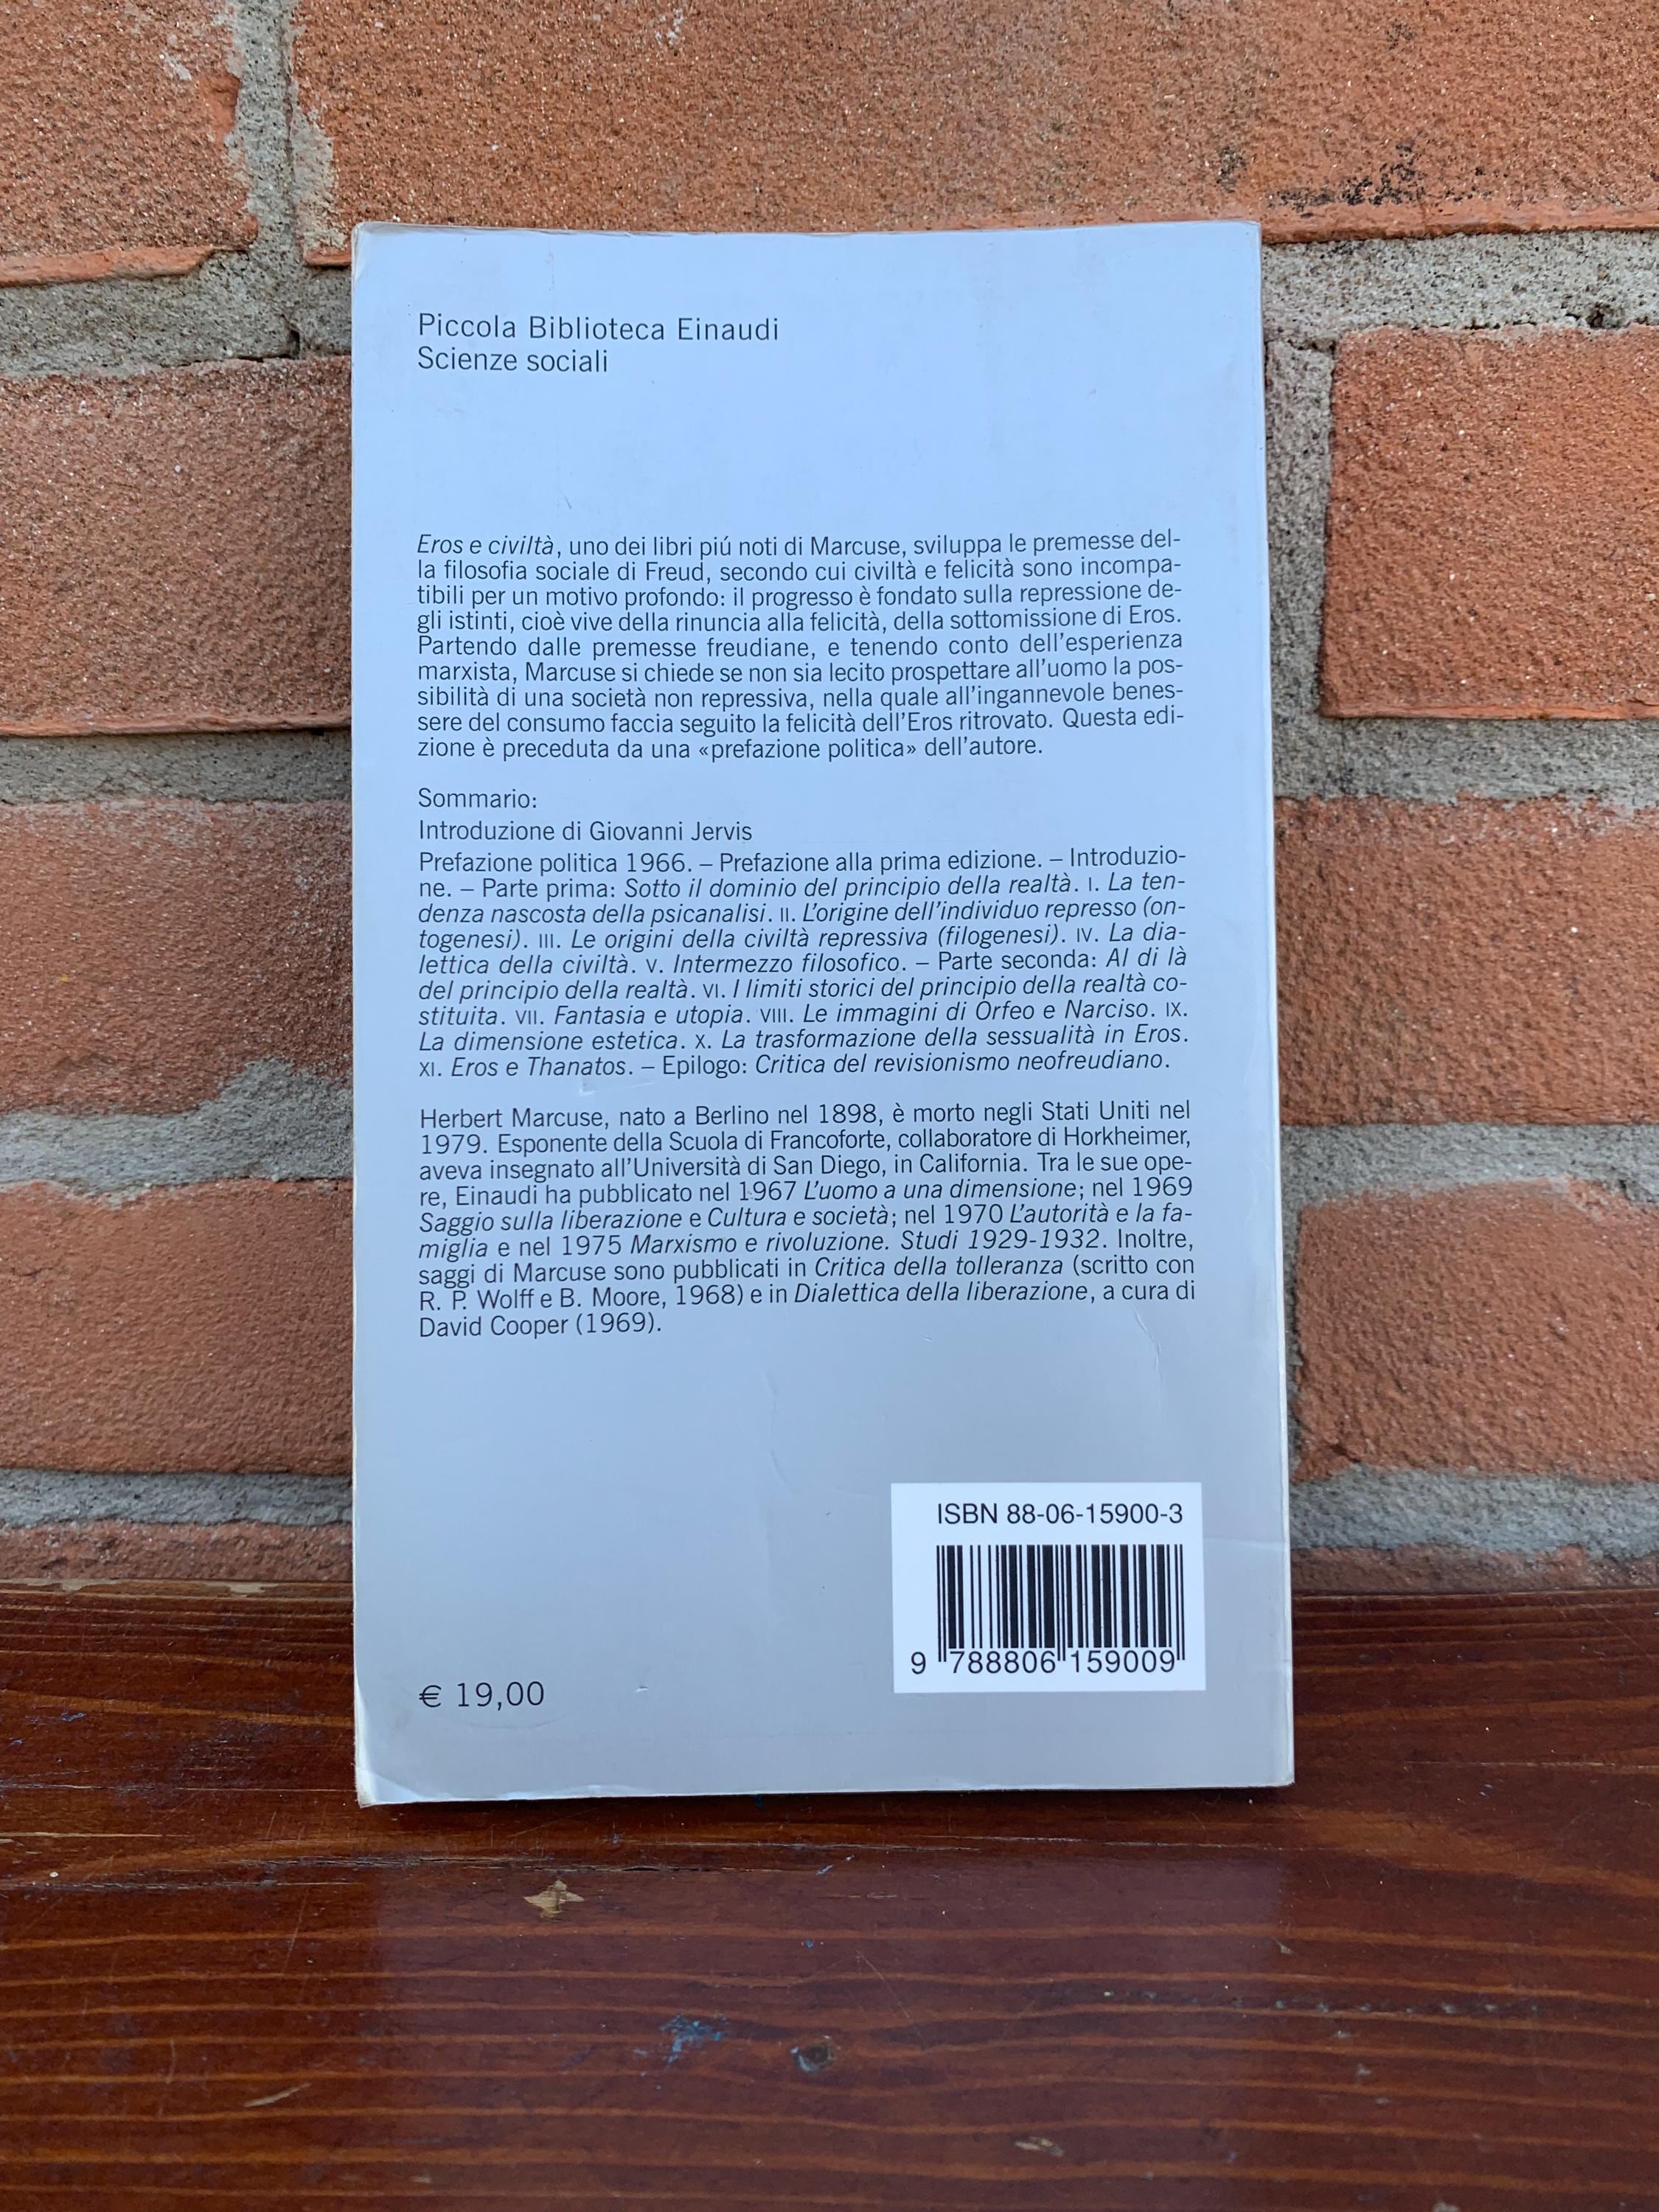 Piccola Biblioteca Einaudi
Scienze sociali
Eros e civiltà, uno dei libri piú noti di Marcuse, sviluppa le premesse del-
la filosofia sociale di Freud, secondo cui civiltà e felicità sono incompa-
tibili per un motivo profondo: il progresso è fondato sulla repressione de-
gli istinti, cioè vive della rinuncia alla felicità, della sottomissione di Eros.
Partendo dalle premesse freudiane, e tenendo conto dell'esperienza
marxista, Marcuse si chiede se non sia lecito prospettare all'uomo la pos-
sibilità di una società non repressiva, nella quale all'ingannevole benes-
sere del consumo faccia seguito la felicità dell'Eros ritrovato. Questa edi-
zione è preceduta da una «prefazione politica» dell'autore.
Sommario:
Introduzione di Giovanni Jervis
Prefazione politica 1966. – Prefazione alla prima edizione. – Introduzio-
ne. – Parte prima: Sotto il dominio del principio della realtà. I. La ten-
denza nascosta della psicanalisi. II. L'origine dell'individuo represso (on-
togenesi). III. Le origini della civiltà repressiva (filogenesi). IV. La dia-
lettica della civiltà. V. Intermezzo filosofico. – Parte seconda: Al di là
del principio della realtà. VI. I limiti storici del principio della realtà co-
stituita. VII. Fantasia e utopia. VIII. Le immagini di Orfeo e Narciso. IX.
La dimensione estetica. X. La trasformazione della sessualità in Eros.
XI. Eros e Thanatos. – Epilogo: Critica del revisionismo neofreudiano.
Herbert Marcuse, nato a Berlino nel 1898, è morto negli Stati Uniti nel
1979. Esponente della Scuola di Francoforte, collaboratore di Horkheimer,
aveva insegnato all'Università di San Diego, in California. Tra le sue ope-
re, Einaudi ha pubblicato nel 1967 L'uomo a una dimensione; nel 1969
Saggio sulla liberazione e Cultura e società; nel 1970 L'autorità e la fa-
miglia e nel 1975 Marxismo e rivoluzione. Studi 1929-1932. Inoltre,
saggi di Marcuse sono pubblicati in Critica della tolleranza (scritto con
R. P. Wolff e B. Moore, 1968) e in Dialettica della liberazione, a cura di
David Cooper (1969).
ISBN 88-06-15900-3
9 788806 159009
€ 19,00